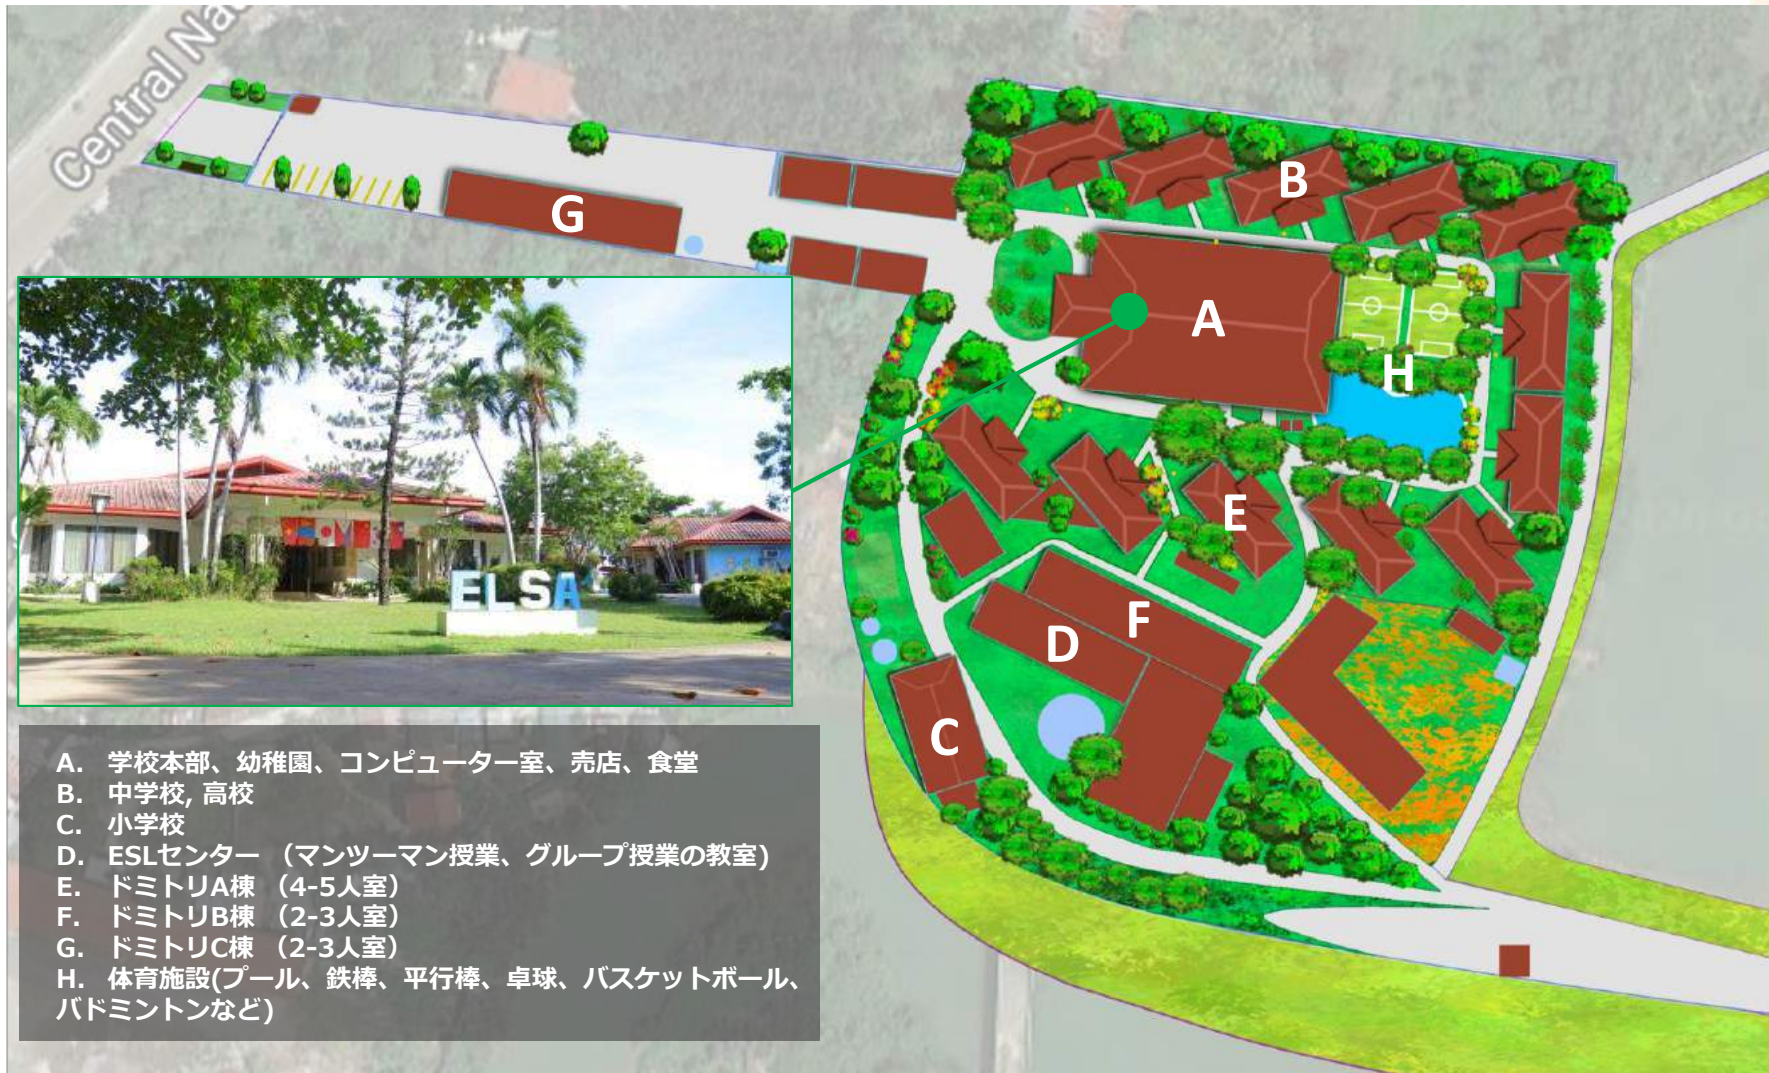 Central Na
G
B
A
H
E
F
D
C
ELSA
A. 学校本部、幼稚園、コンピューター室、売店、食堂
B. 中学校, 高校
C. 小学校
D. ESLセンター （マンツーマン授業、グループ授業の教室)
E. ドミトリA棟 （4-5人室）
F. ドミトリB棟 （2-3人室）
G. ドミトリC棟 （2-3人室）
H. 体育施設(プール、鉄棒、平行棒、卓球、バスケットボール、
バドミントンなど)